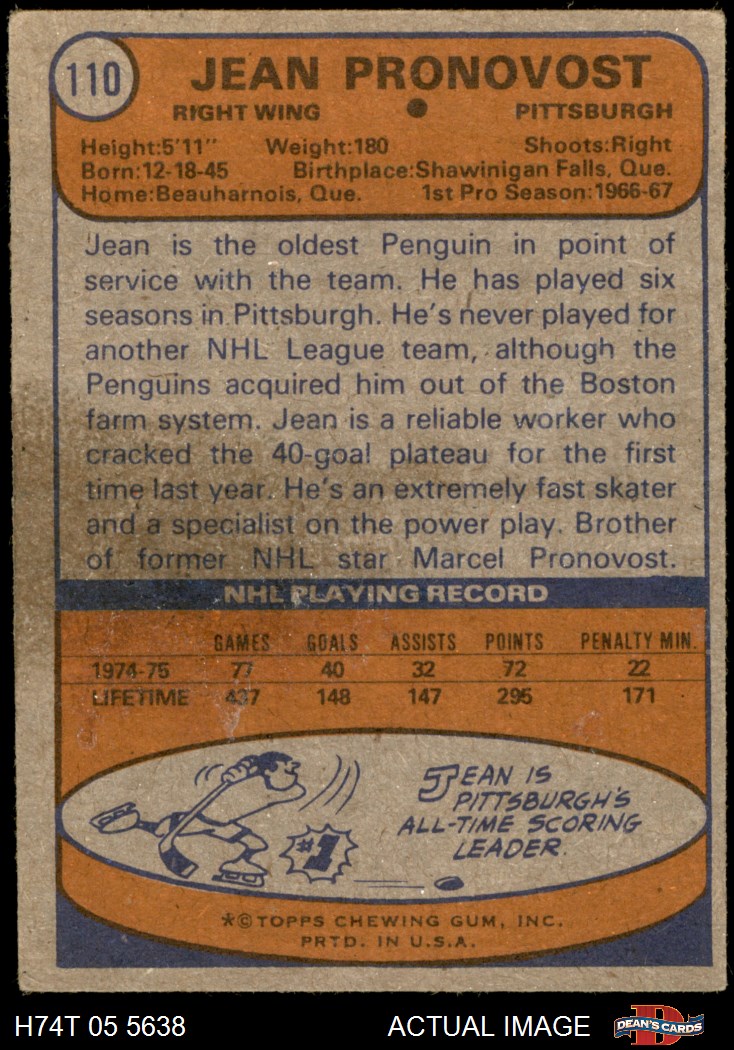 110
JEAN PRONOVOST
RIGHT WING ● PITTSBURGH
Height:5'11" Weight:180 Shoots:Right
Born:12-18-45 Birthplace:Shawinigan Falls, Que.
Home:Beauharnois, Que. 1st Pro Season:1966-67
Jean is the oldest Penguin in point of
service with the team. He has played six
seasons in Pittsburgh. He's never played for
another NHL League team, although the
Penguins acquired him out of the Boston
farm system. Jean is a reliable worker who
cracked the 40-goal plateau for the first
time last year. He's an extremely fast skater
and a specialist on the power play. Brother
of former NHL star Marcel Pronovost.
NHL PLAYING RECORD
GAMES GOALS ASSISTS POINTS PENALTY MIN.
1974-75 77 40 32 72 22
LIFETIME 437 148 147 295 171
JEAN IS
PITTSBURGH'S
ALL-TIME SCORING
LEADER.
#1
*©TOPPS CHEWING GUM, INC.
PRTD. IN U.S.A.
H74T 05 5638 ACTUAL IMAGE D DEAN'S CARDS